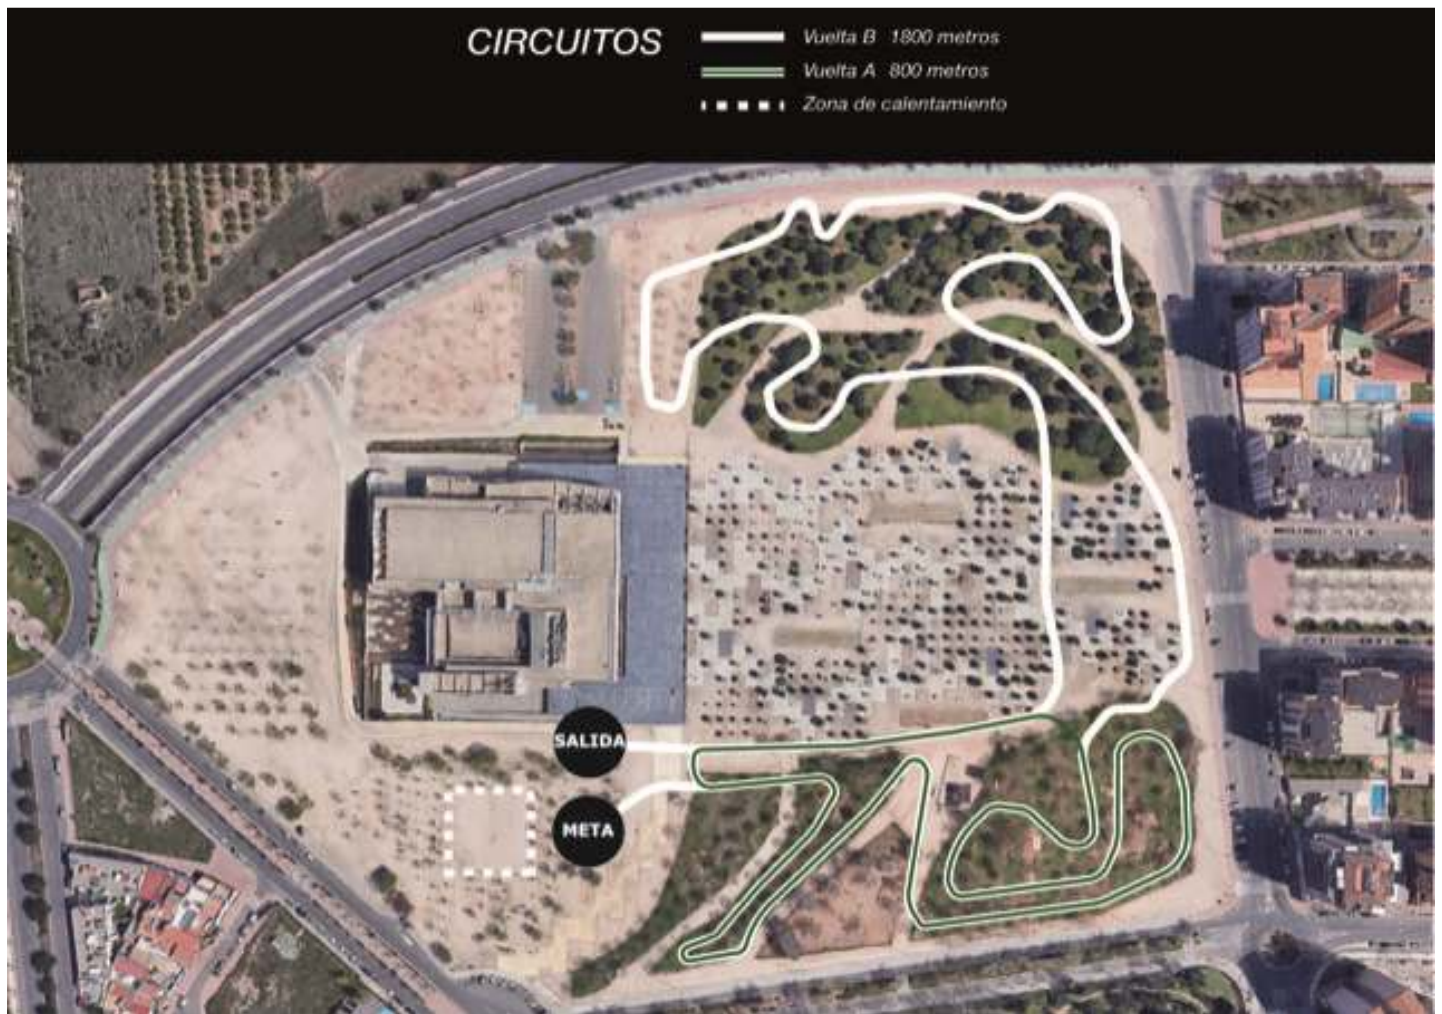 CIRCUITOS
Vuelta B 1800 metros
Vuelta A 800 metros
Zona de calentamiento
SALIDA
META